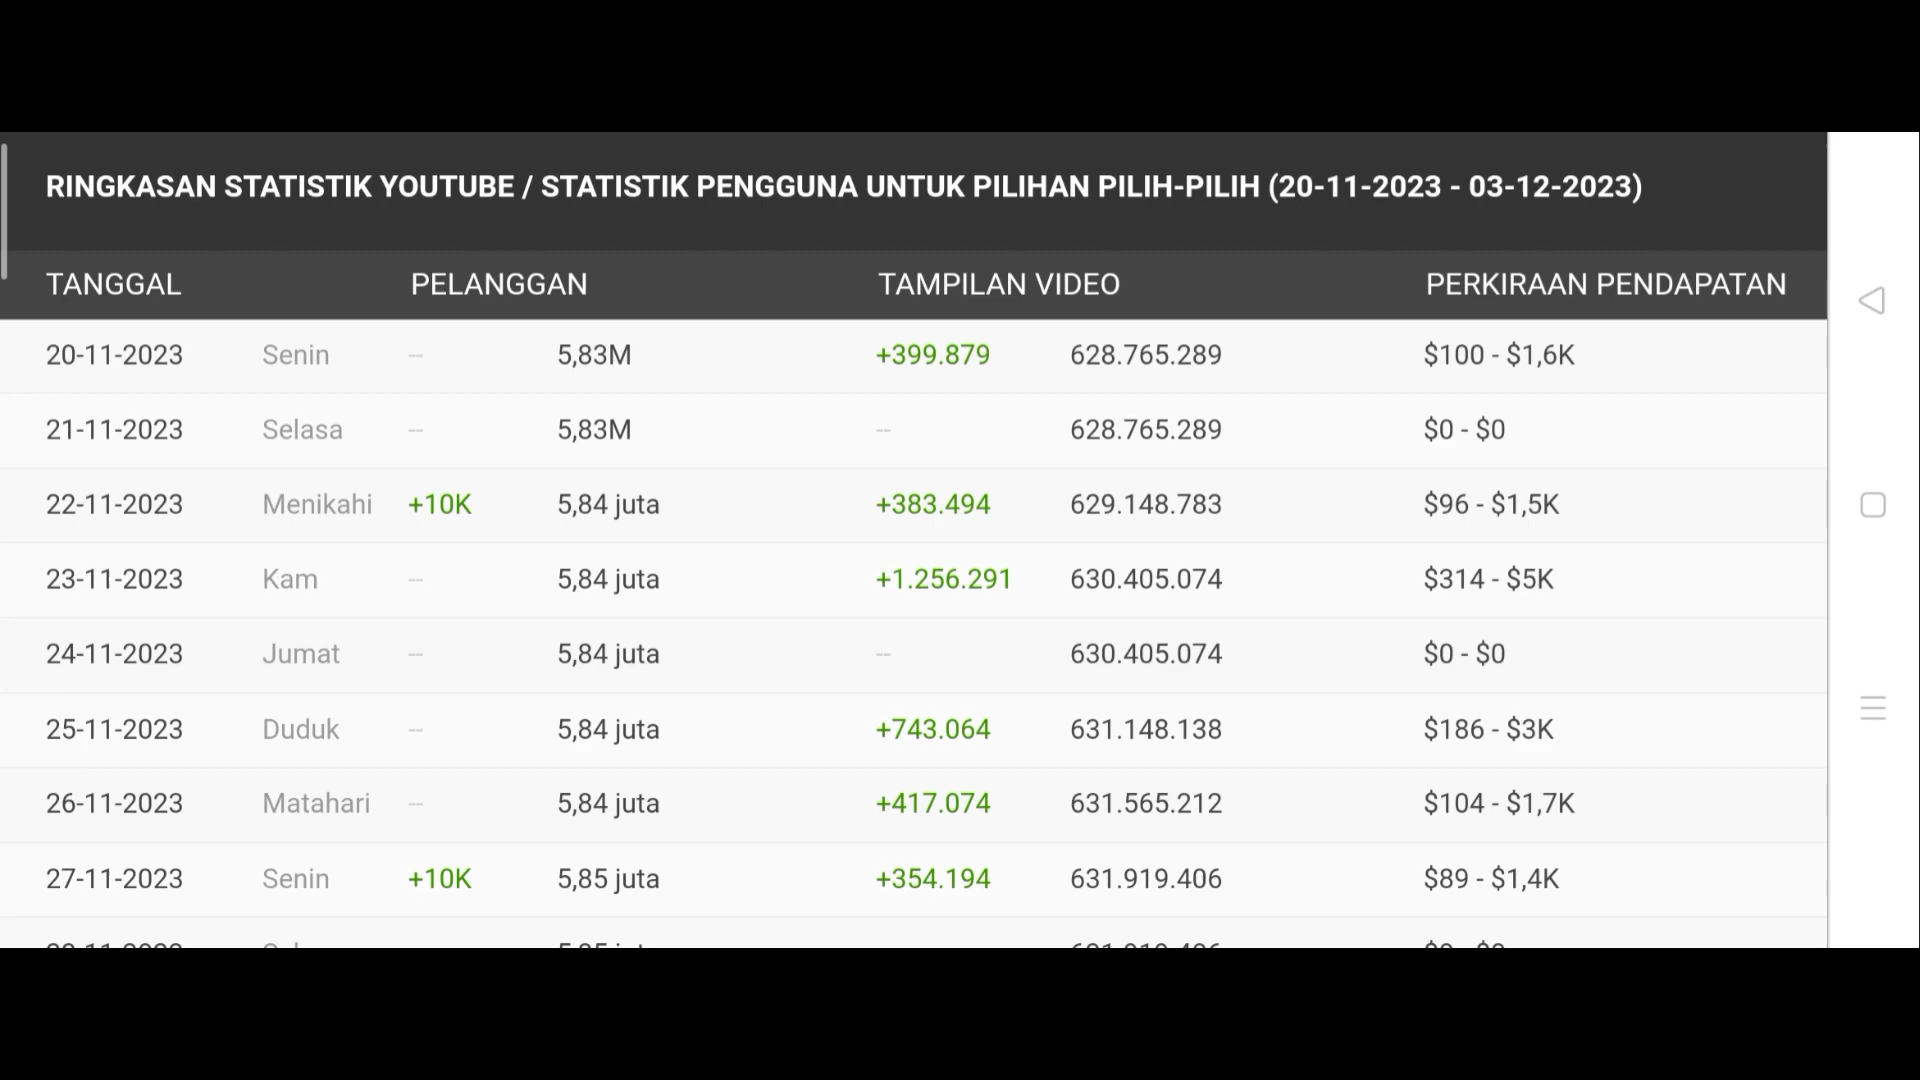 RINGKASAN STATISTIK YOUTUBE / STATISTIK PENGGUNA UNTUK PILIHAN PILIH-PILIH (20-11-2023 - 03-12-2023)
TANGGAL PELANGGAN TAMPILAN VIDEO PERKIRAAN PENDAPATAN
20-11-2023 Senin -- 5,83M +399.879 628.765.289 $100 - $1,6K
21-11-2023 Selasa -- 5,83M -- 628.765.289 $0 - $0
22-11-2023 Menikahi +10K 5,84 juta +383.494 629.148.783 $96 - $1,5K
23-11-2023 Kam -- 5,84 juta +1.256.291 630.405.074 $314 - $5K
24-11-2023 Jumat -- 5,84 juta -- 630.405.074 $0 - $0
25-11-2023 Duduk -- 5,84 juta +743.064 631.148.138 $186 - $3K
26-11-2023 Matahari -- 5,84 juta +417.074 631.565.212 $104 - $1,7K
27-11-2023 Senin +10K 5,85 juta +354.194 631.919.406 $89 - $1,4K